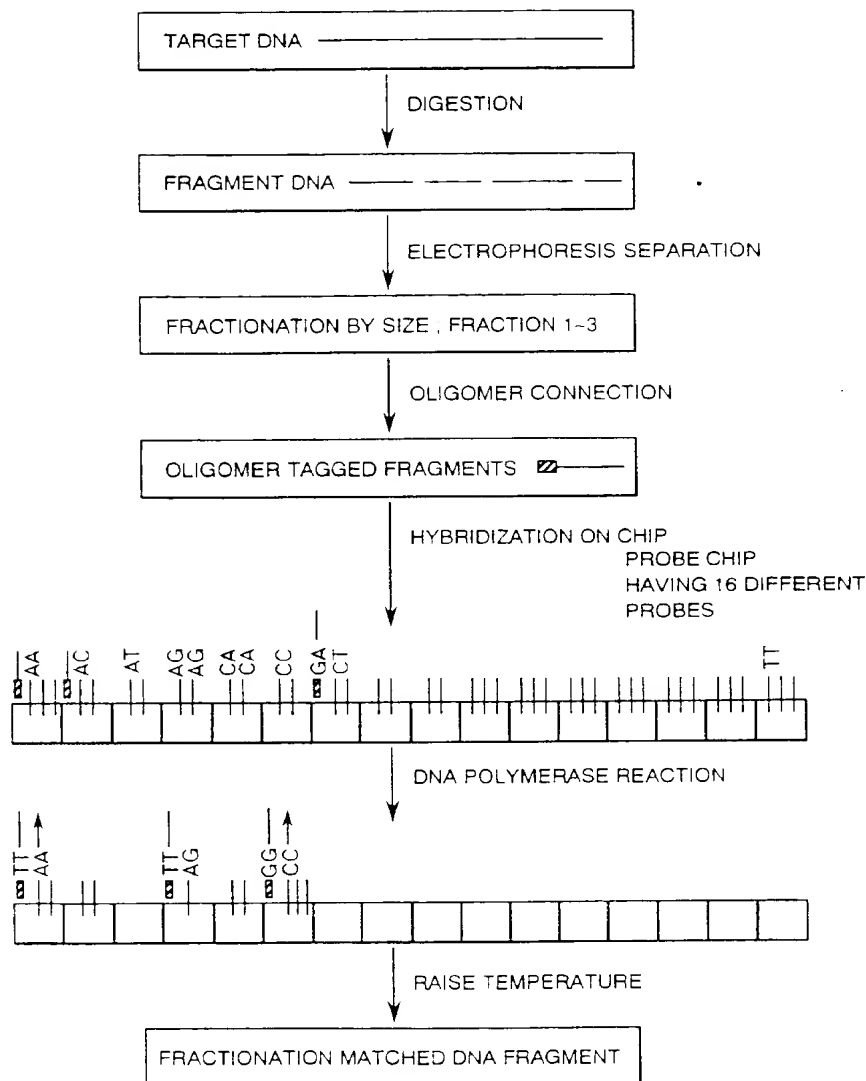 TARGET DNA
DIGESTION
FRAGMENT DNA
ELECTROPHORESIS SEPARATION
FRACTIONATION BY SIZE ; FRACTION 1~3
OLIGOMER CONNECTION
OLIGOMER TAGGED FRAGMENTS
HYBRIDIZATION ON CHIP
PROBE CHIP
HAVING 16 DIFFERENT
PROBES
AA
AC
AT
AG
AG
CA
CA
CC
GA
CT
TT
DNA POLYMERASE REACTION
TT
AA
TT
AG
GG
CC
RAISE TEMPERATURE
FRACTIONATION MATCHED DNA FRAGMENT